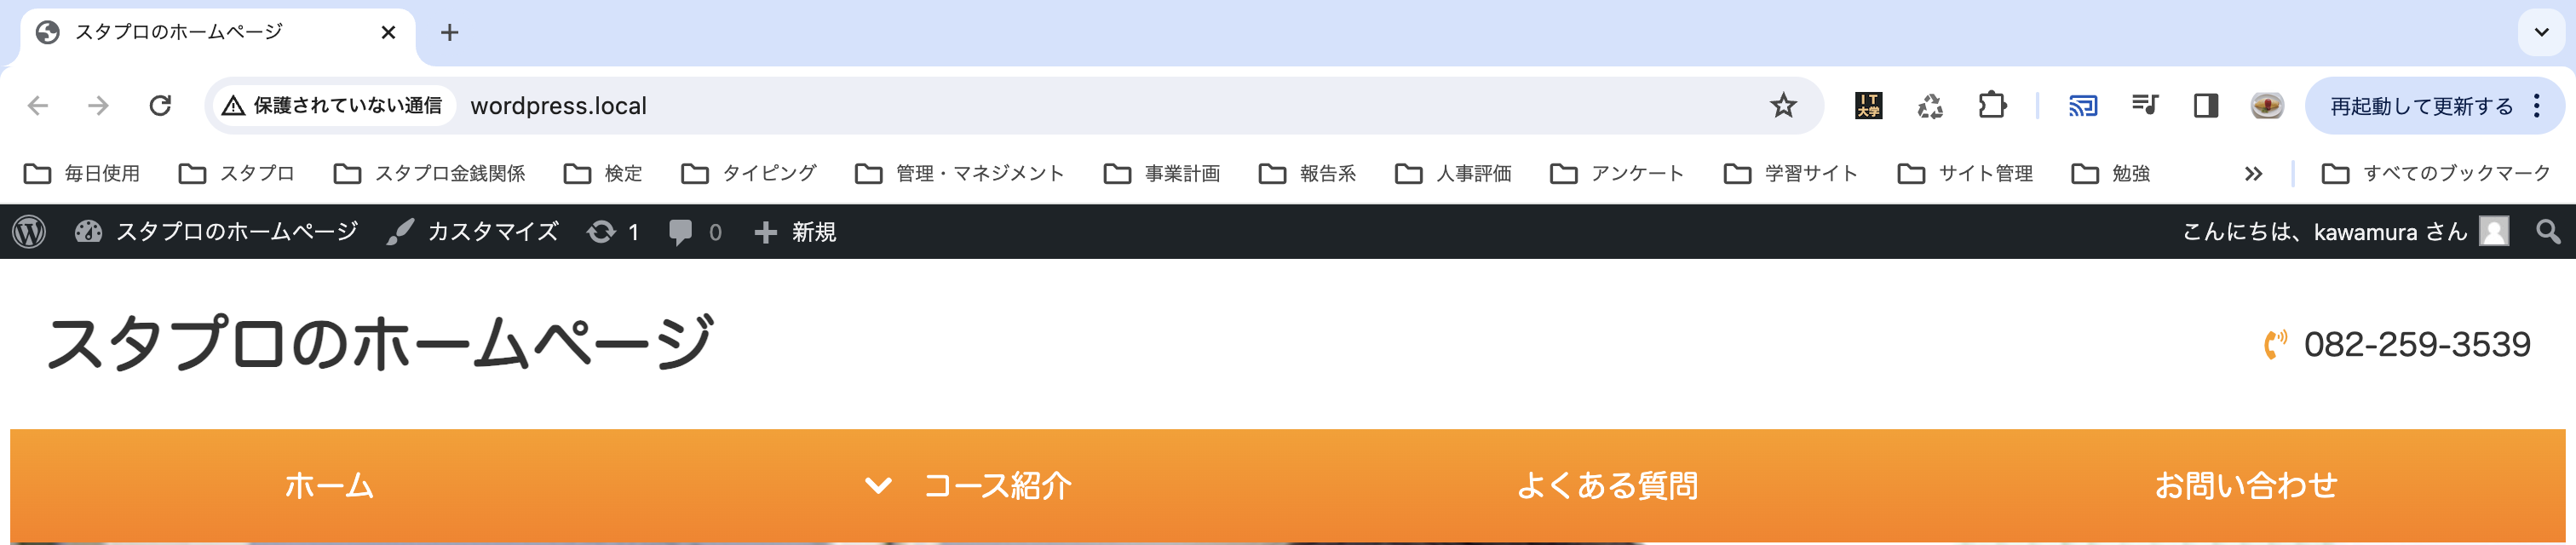 スタプロのホームページ
保護されていない通信 wordpress.local IT大学 再起動して更新する
毎日使用 スタプロ スタプロ金銭関係 検定 タイピング 管理・マネジメント 事業計画 報告系 人事評価 アンケート 学習サイト サイト管理 勉強 » すべてのブックマーク
スタプロのホームページ カスタマイズ 1 0 新規 こんにちは、kawamura さん
スタプロのホームページ 082-259-3539
ホーム コース紹介 よくある質問 お問い合わせ